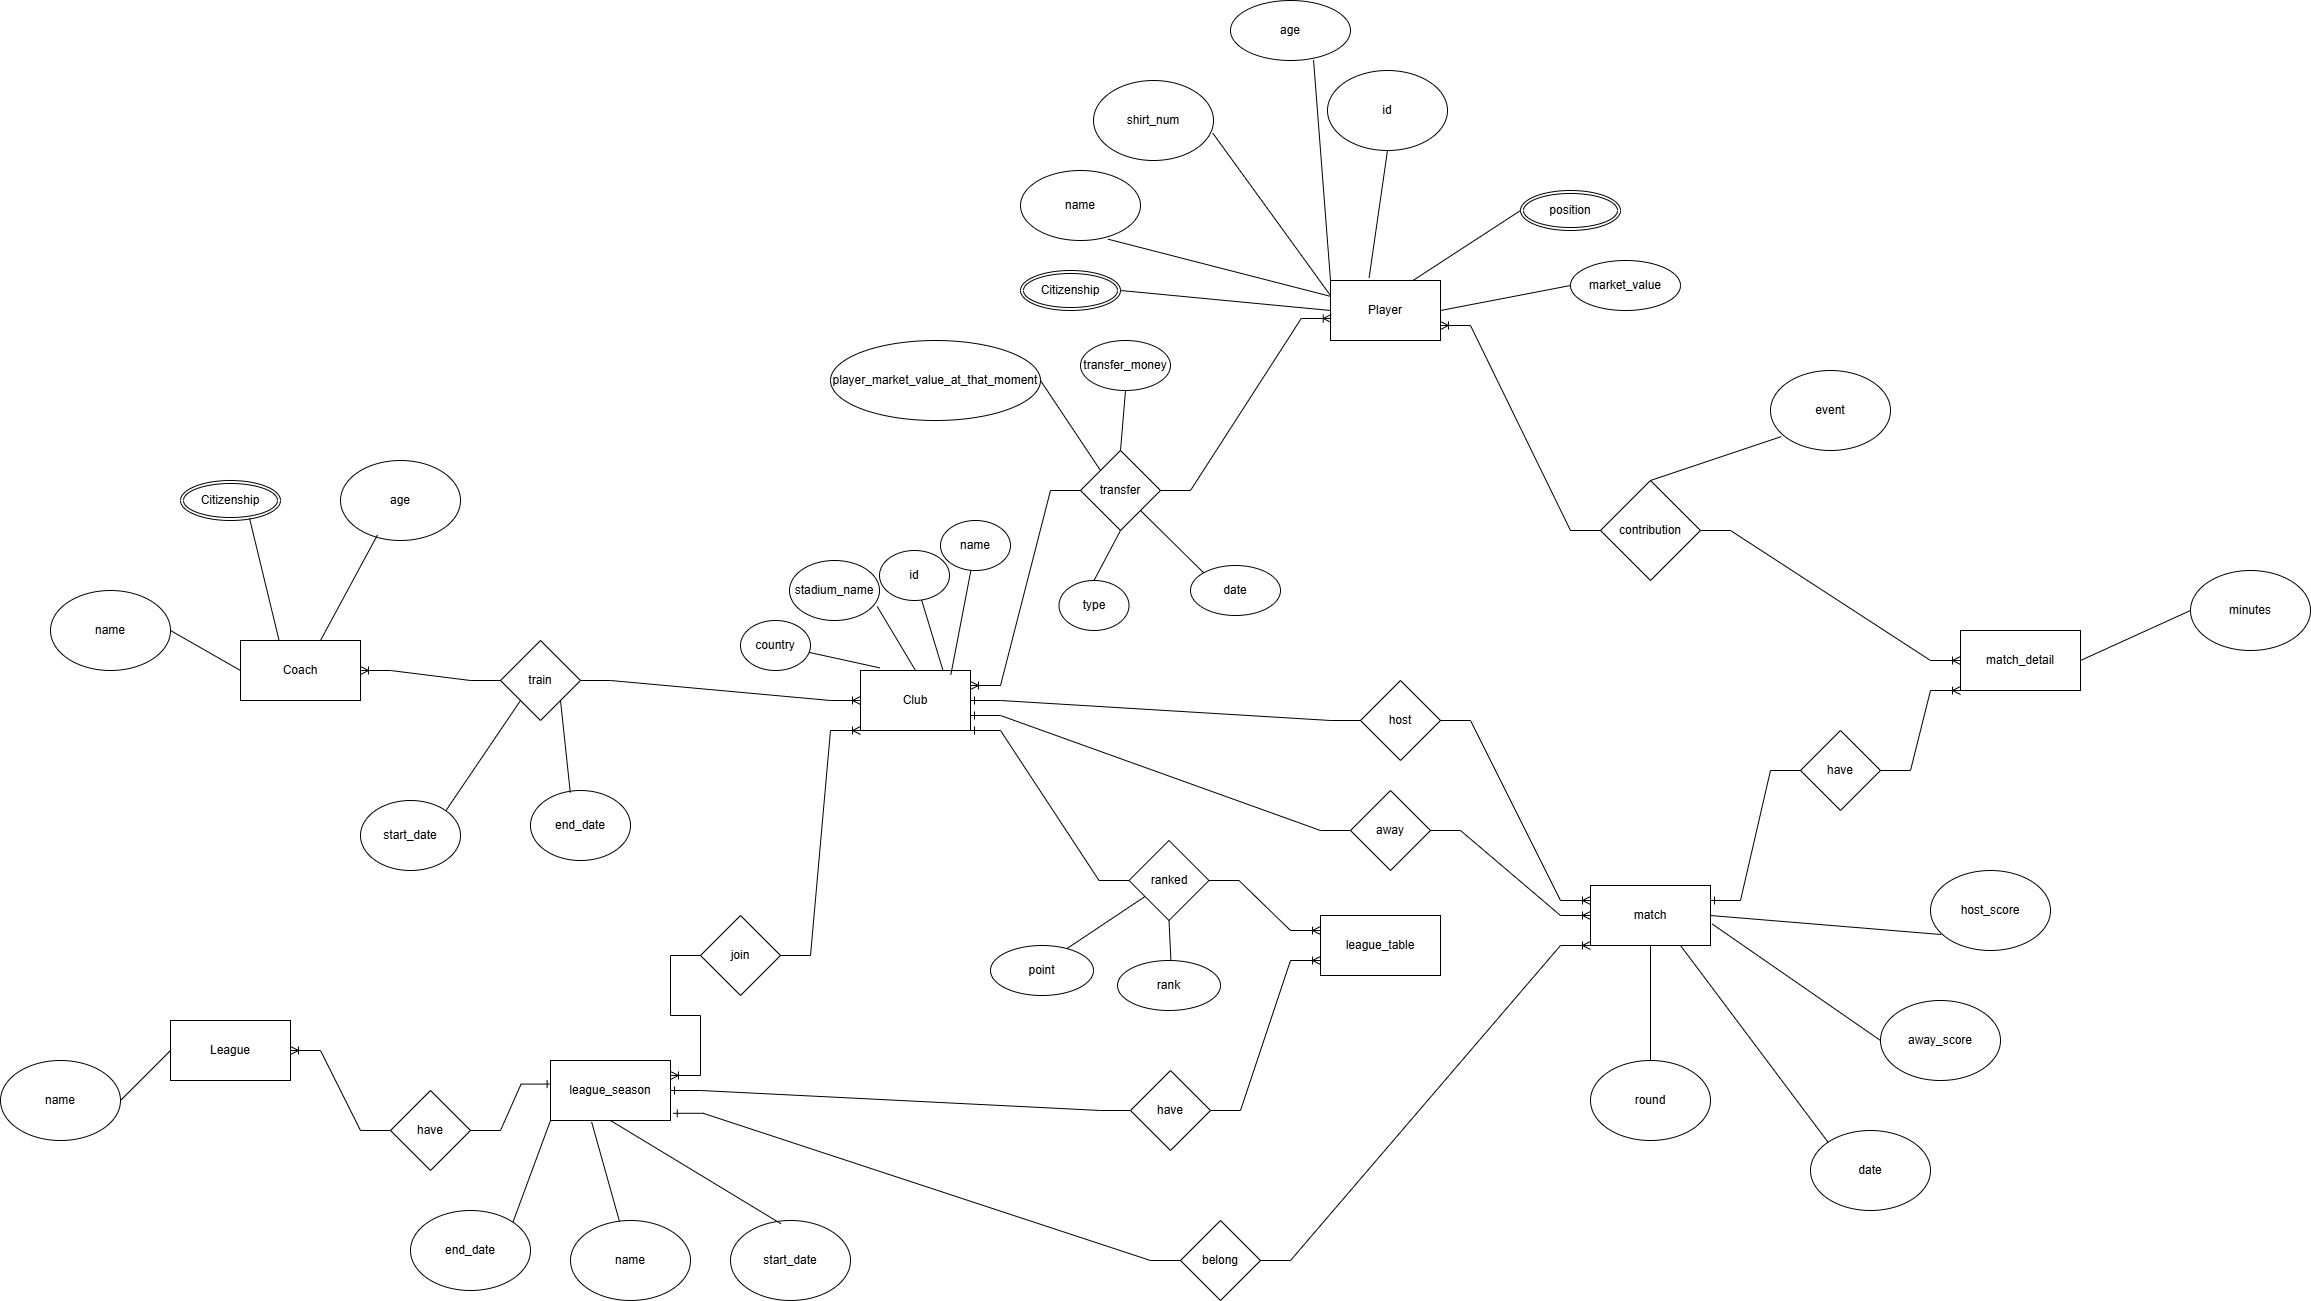 age
id
shirt_num
name
position
Citizenship
market_value
Player
transfer_money
player_market_value_at_that_moment
event
transfer
Citizenship
age
contribution
name
id
stadium_name
date
type
minutes
name
country
match_detail
Coach
train
Club
host
have
end_date
start_date
away
ranked
host_score
match
league_table
join
point
rank
away_score
League
league_season
name
round
have
have
date
end_date
name
start_date
belong